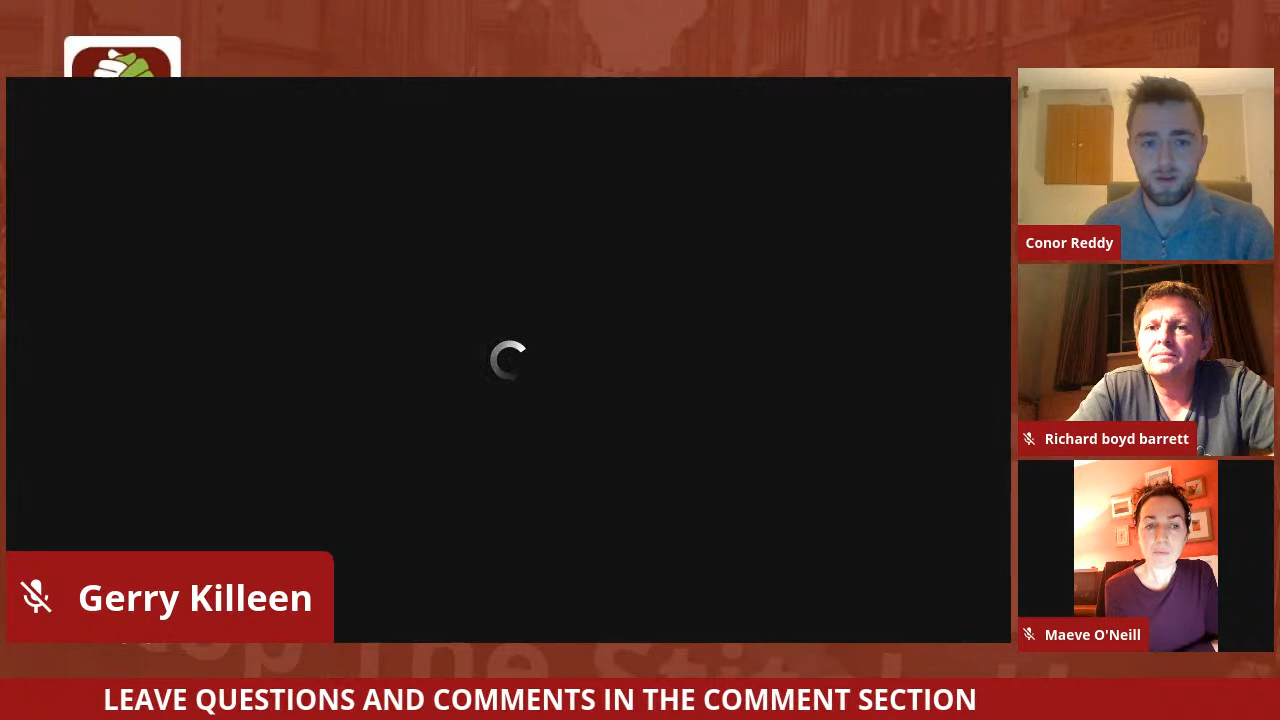 Conor Reddy
Richard boyd barrett
Maeve O'Neill
Gerry Killeen
LEAVE QUESTIONS AND COMMENTS IN THE COMMENT SECTION